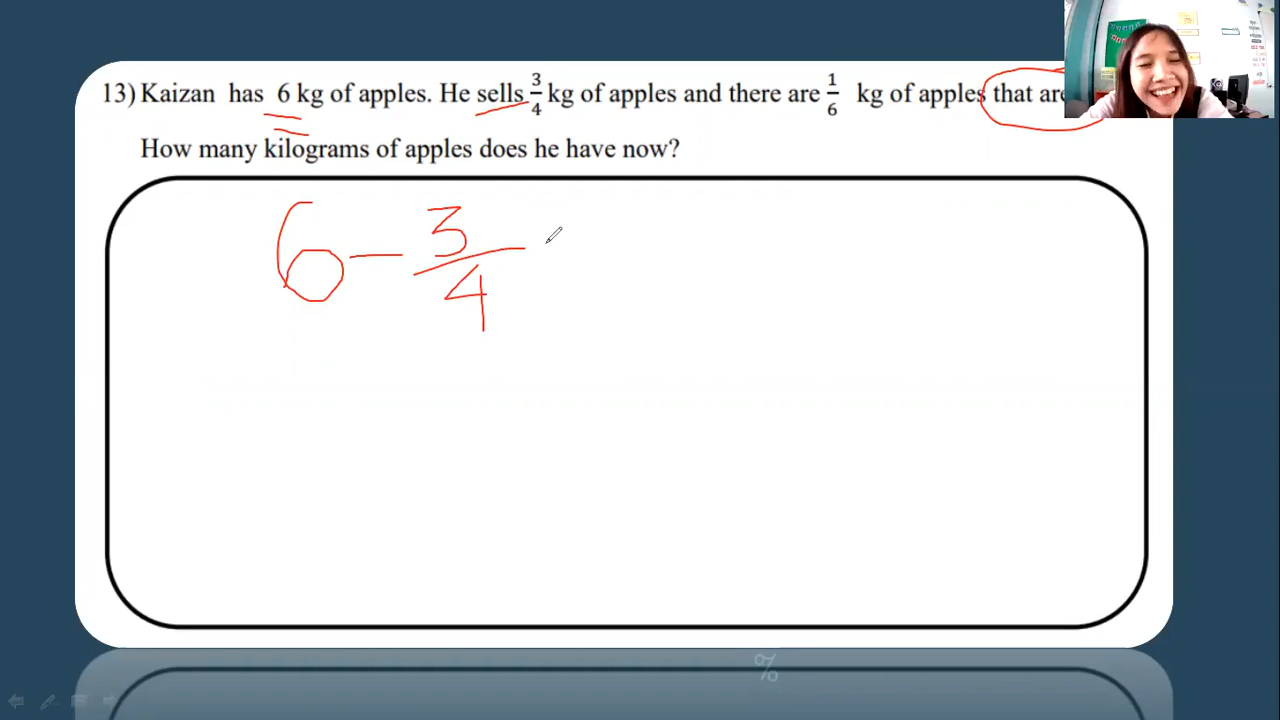 13) Kaizan has 6 kg of apples. He sells 3/4 kg of apples and there are 1/6 kg of apples that are
How many kilograms of apples does he have now?
6 - 3/4
%